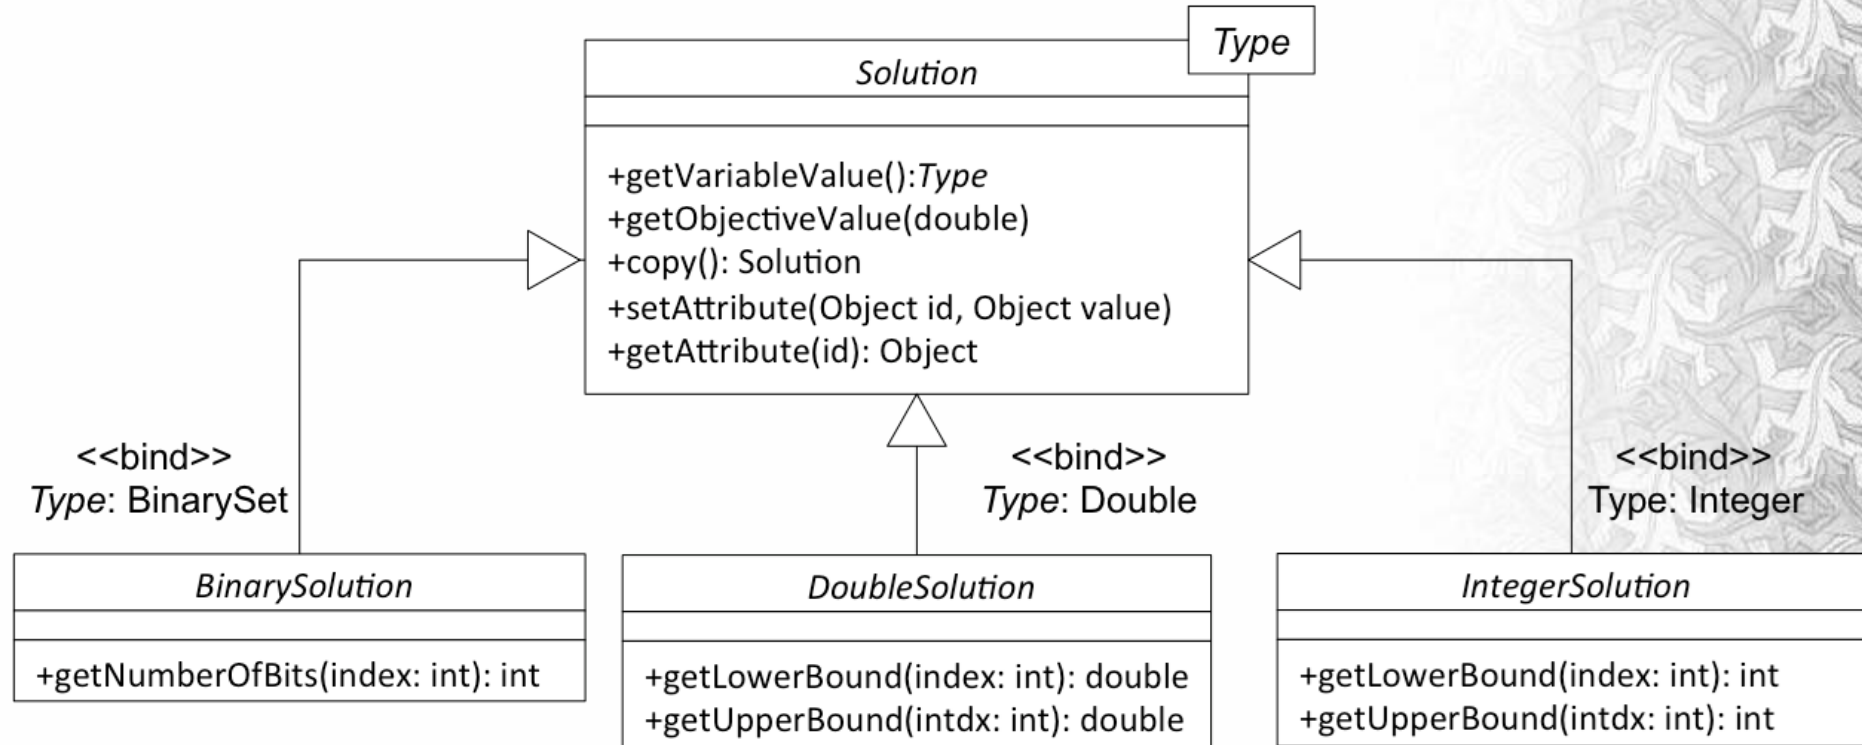 Type
Solution
+getVariableValue():Type
+getObjectiveValue(double)
+copy(): Solution
+setAttribute(Object id, Object value)
+getAttribute(id): Object
<<bind>>
Type: BinarySet
<<bind>>
Type: Double
<<bind>>
Type: Integer
BinarySolution
+getNumberOfBits(index: int): int
DoubleSolution
+getLowerBound(index: int): double
+getUpperBound(intdx: int): double
IntegerSolution
+getLowerBound(index: int): int
+getUpperBound(intdx: int): int